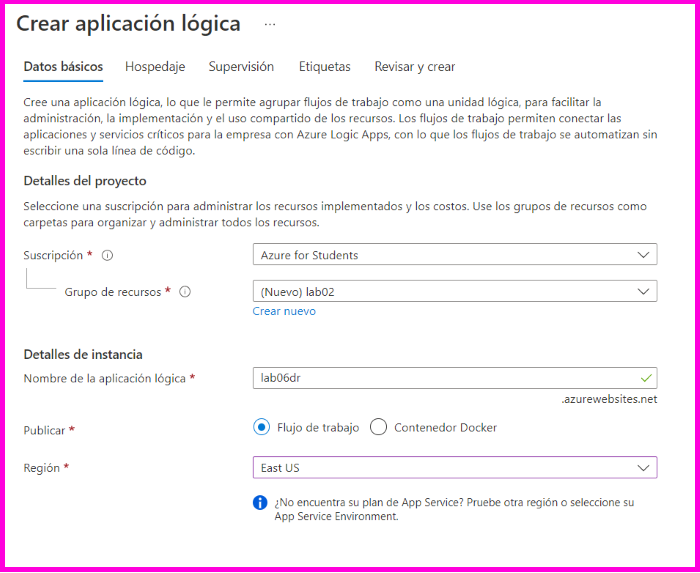 Crear aplicación lógica ...
Datos básicos Hospedaje Supervisión Etiquetas Revisar y crear
Cree una aplicación lógica, lo que le permite agrupar flujos de trabajo como una unidad lógica, para facilitar la
administración, la implementación y el uso compartido de los recursos. Los flujos de trabajo permiten conectar las
aplicaciones y servicios críticos para la empresa con Azure Logic Apps, con lo que los flujos de trabajo se automatizan sin
escribir una sola línea de código.
Detalles del proyecto
Seleccione una suscripción para administrar los recursos implementados y los costos. Use los grupos de recursos como
carpetas para organizar y administrar todos los recursos.
Suscripción * Azure for Students
Grupo de recursos * (Nuevo) lab02
Crear nuevo
Detalles de instancia
Nombre de la aplicación lógica * lab06dr
.azurewebsites.net
Publicar * Flujo de trabajo Contenedor Docker
Región * East US
¿No encuentra su plan de App Service? Pruebe otra región o seleccione su
App Service Environment.